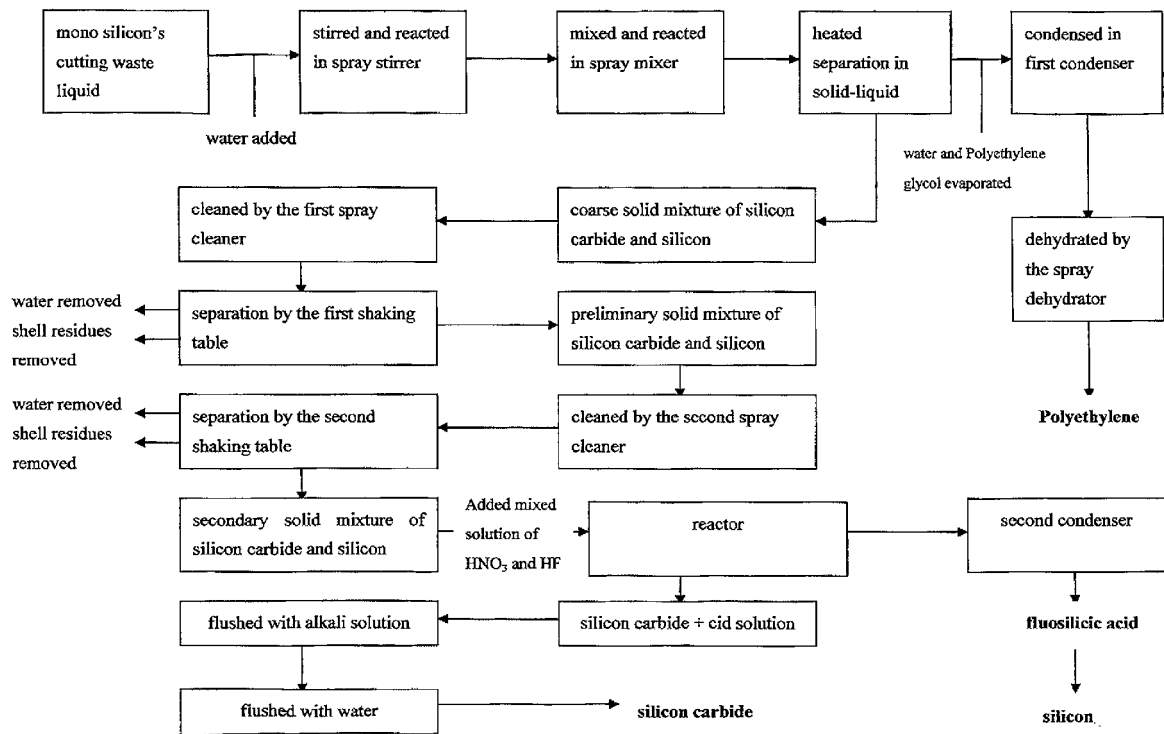 mono silicon's
cutting waste
liquid
stirred and reacted
in spray stirrer
mixed and reacted
in spray mixer
heated
separation in
solid-liquid
condensed in
first condenser
water added
water and Polyethylene
glycol evaporated
cleaned by the first spray
cleaner
coarse solid mixture of silicon
carbide and silicon
dehydrated by
the spray
dehydrator
water removed
shell residues
removed
separation by the first shaking
table
preliminary solid mixture of
silicon carbide and silicon
water removed
shell residues
removed
separation by the second
shaking table
cleaned by the second spray
cleaner
Polyethylene
secondary solid mixture of
silicon carbide and silicon
Added mixed
solution of
HNO₃ and HF
reactor
second condenser
flushed with alkali solution
silicon carbide + cid solution
fluosilicic acid
flushed with water
silicon carbide
silicon